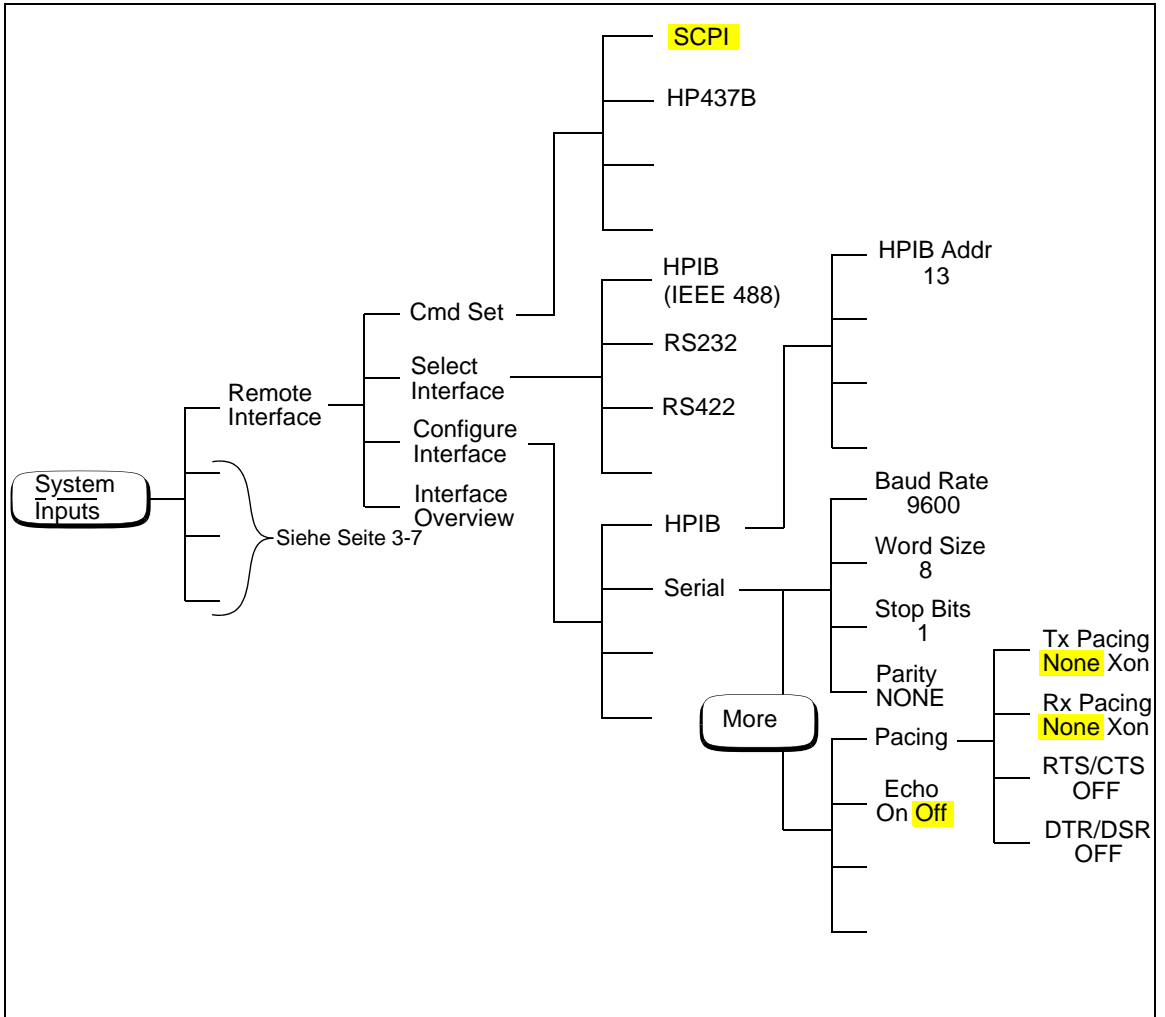 SCPI
HP437B
HPIB
(IEEE 488)
RS232
RS422
HPIB Addr
13
Cmd Set
Select
Interface
Configure
Interface
Interface
Overview
Remote
Interface
System
Inputs
Siehe Seite 3-7
HPIB
Serial
Baud Rate
9600
Word Size
8
Stop Bits
1
Parity
NONE
More
Pacing
Echo
On Off
Tx Pacing
None Xon
Rx Pacing
None Xon
RTS/CTS
OFF
DTR/DSR
OFF